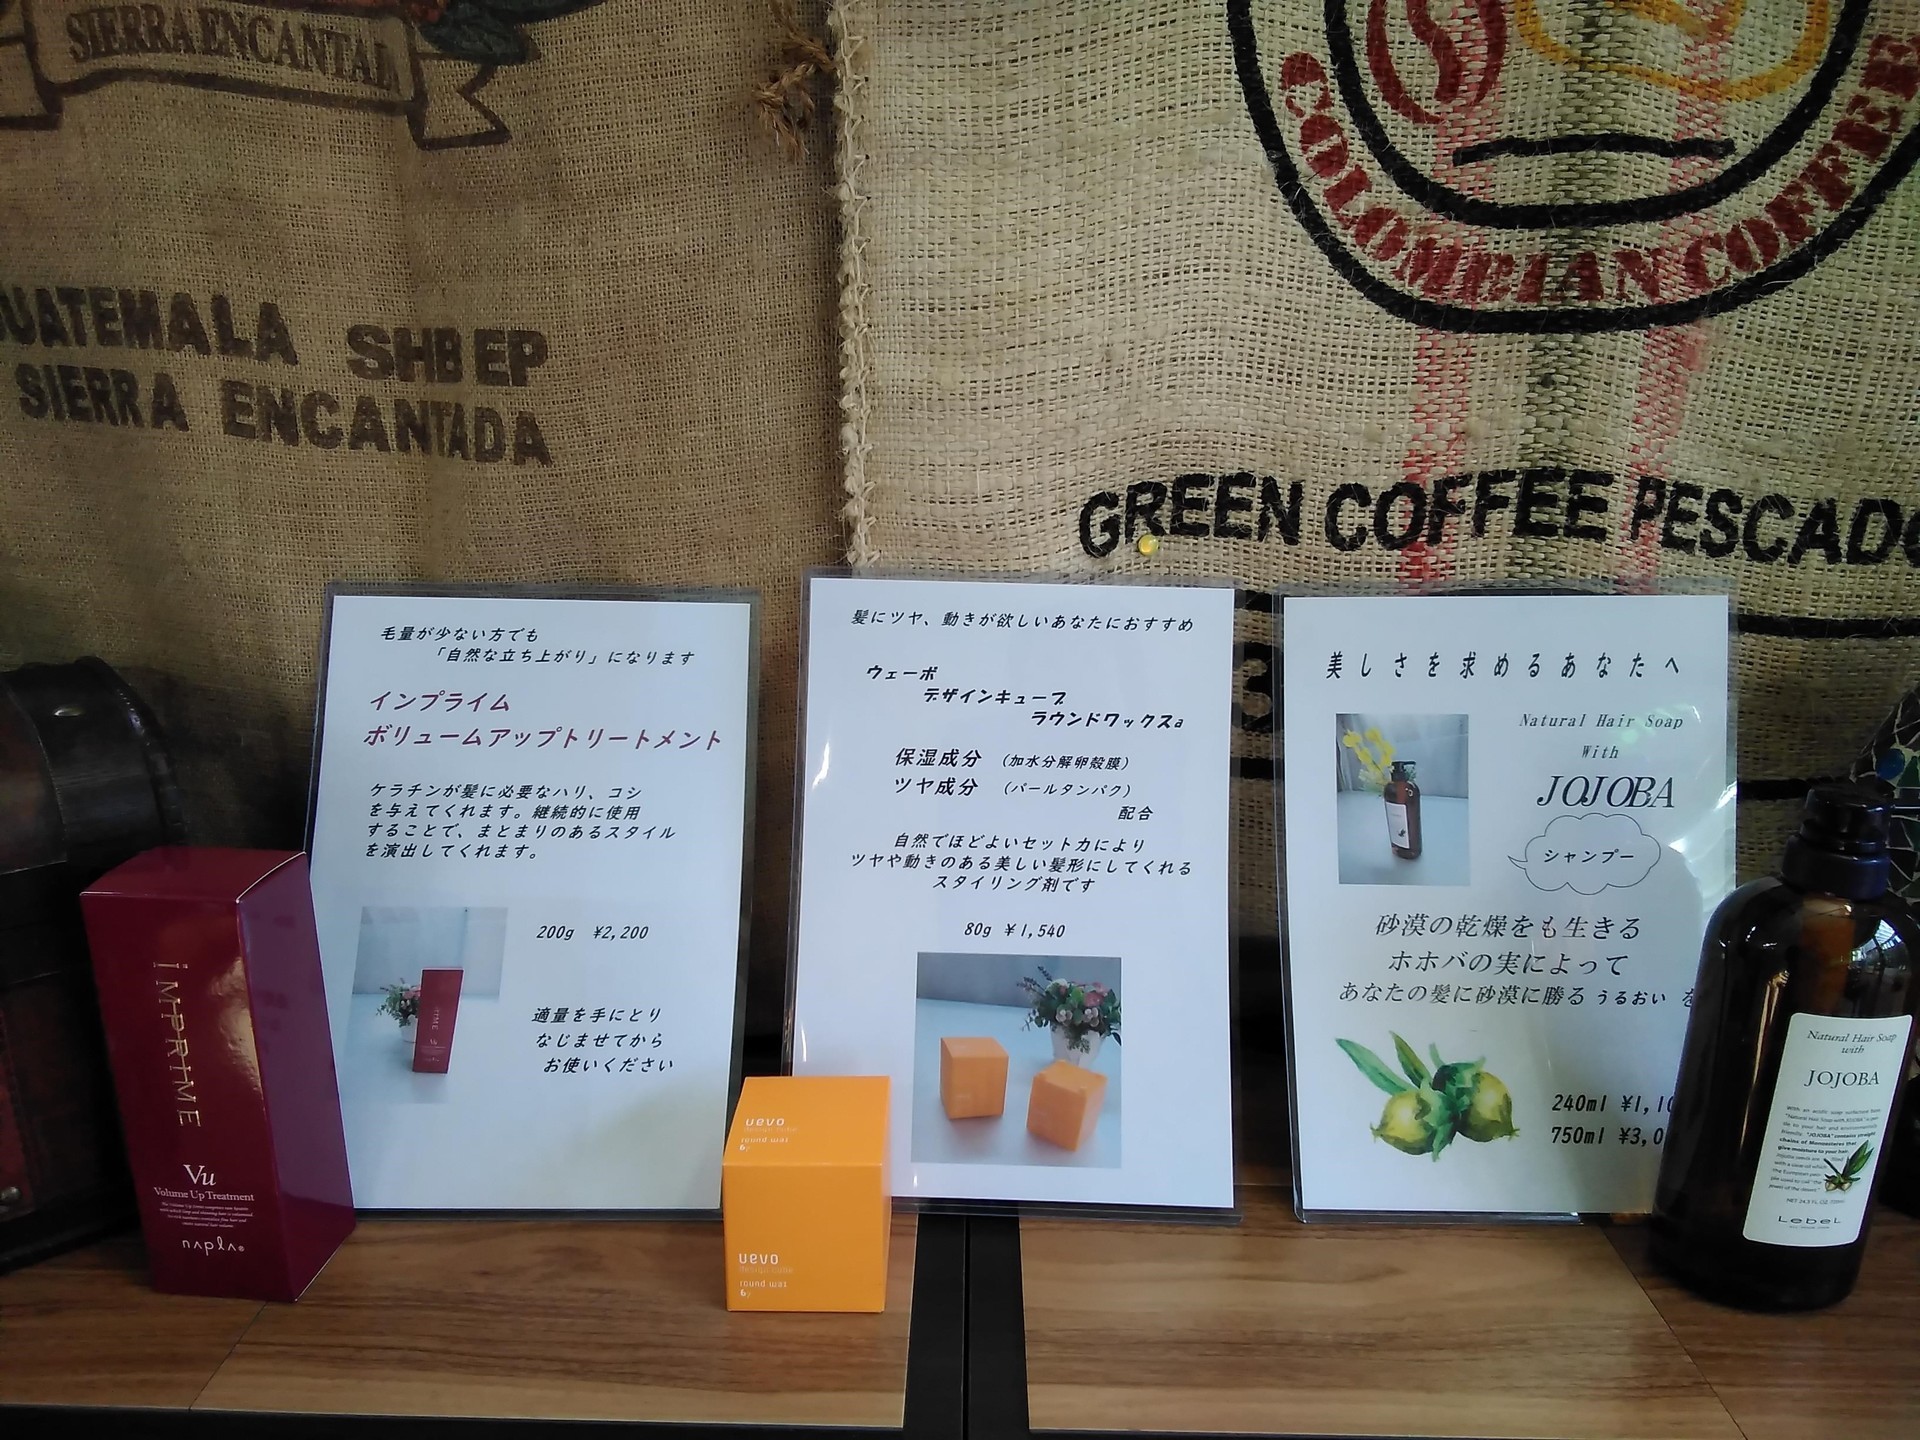 SIERRA ENCANTADA
GUATEMALA SHB EP
SIERRA ENCANTADA
COLOMBIAN COFFEE
GREEN COFFEE PESCADO
毛量が少ない方でも
「自然な立ち上がり」になります
インプライム
ボリュームアップトリートメント
ケラチンが髪に必要なハリ、コシ
を与えてくれます。継続的に使用
することで、まとまりのあるスタイル
を演出してくれます。
200g ¥2,200
適量を手にとり
なじませてから
お使いください
髪にツヤ、動きが欲しいあなたにおすすめ
ウェーボ
デザインキューブ
ラウンドワックスa
保湿成分 (加水分解卵殻膜)
ツヤ成分 (パールタンパク)
配合
自然でほどよいセット力により
ツヤや動きのある美しい髪形にしてくれる
スタイリング剤です
80g ¥1,540
美しさを求めるあなたへ
Natural Hair Soap
With
JOJOBA
シャンプー
砂漠の乾燥をも生きる
ホホバの実によって
あなたの髪に砂漠に勝るうるおいを
240ml ¥1,10
750ml ¥3,0
IMPRIME
Vu
Volume Up Treatment
napla
uevo
design cube
round wax
uevo
design cube
round wax
Natural Hair Soap
with
JOJOBA
LebeL